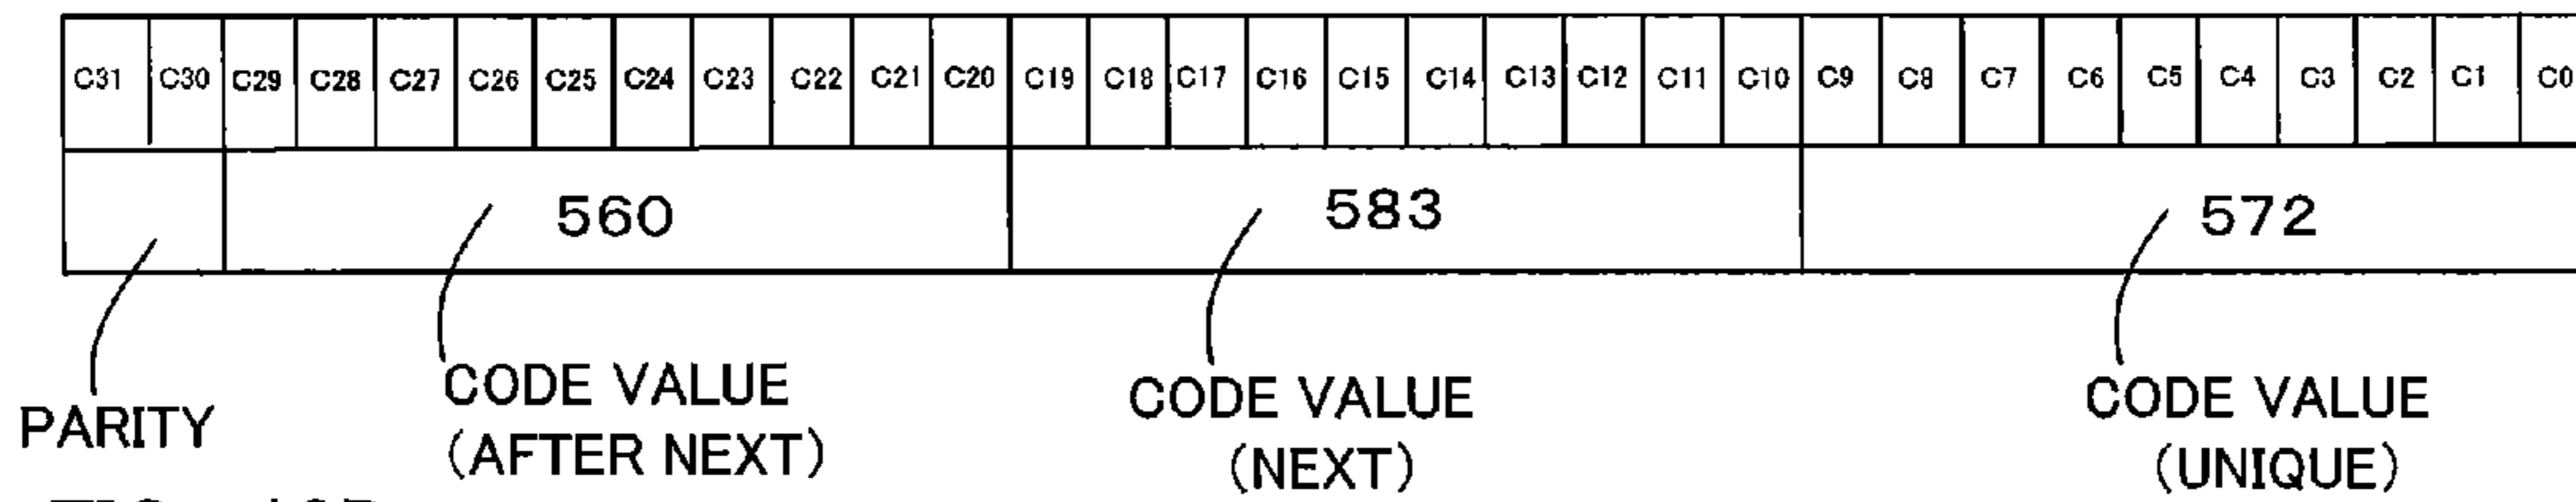 C31 C30 C29 C28 C27 C26 C25 C24 C23 C22 C21 C20 C19 C18 C17 C16 C15 C14 C13 C12 C11 C10 C9 C8 C7 C6 C5 C4 C3 C2 C1 C0
560 583 572
PARITY
CODE VALUE
(AFTER NEXT)
CODE VALUE
(NEXT)
CODE VALUE
(UNIQUE)